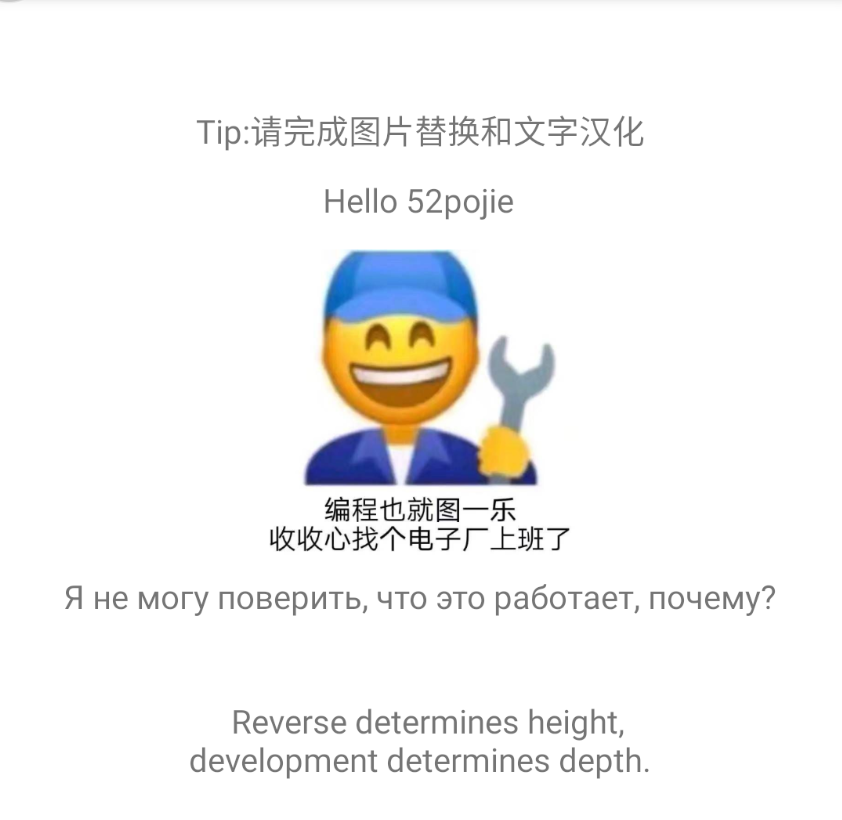 Tip:请完成图片替换和文字汉化
Hello 52pojie
编程也就图一乐
收收心找个电子厂上班了
Я не могу поверить, что это работает, почему?
Reverse determines height,
development determines depth.